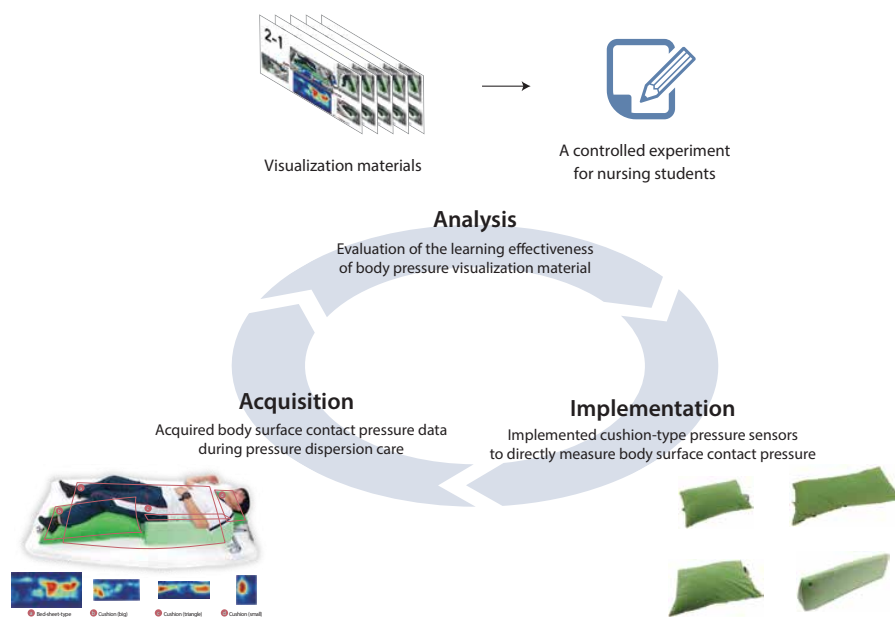 2-1
Visualization materials
A controlled experiment
for nursing students
Analysis
Evaluation of the learning effectiveness
of body pressure visualization material
Acquisition
Acquired body surface contact pressure data
during pressure dispersion care
Implementation
Implemented cushion-type pressure sensors
to directly measure body surface contact pressure
Bed-sheet-type
Cushion (big)
Cushion (triangle)
Cushion (small)